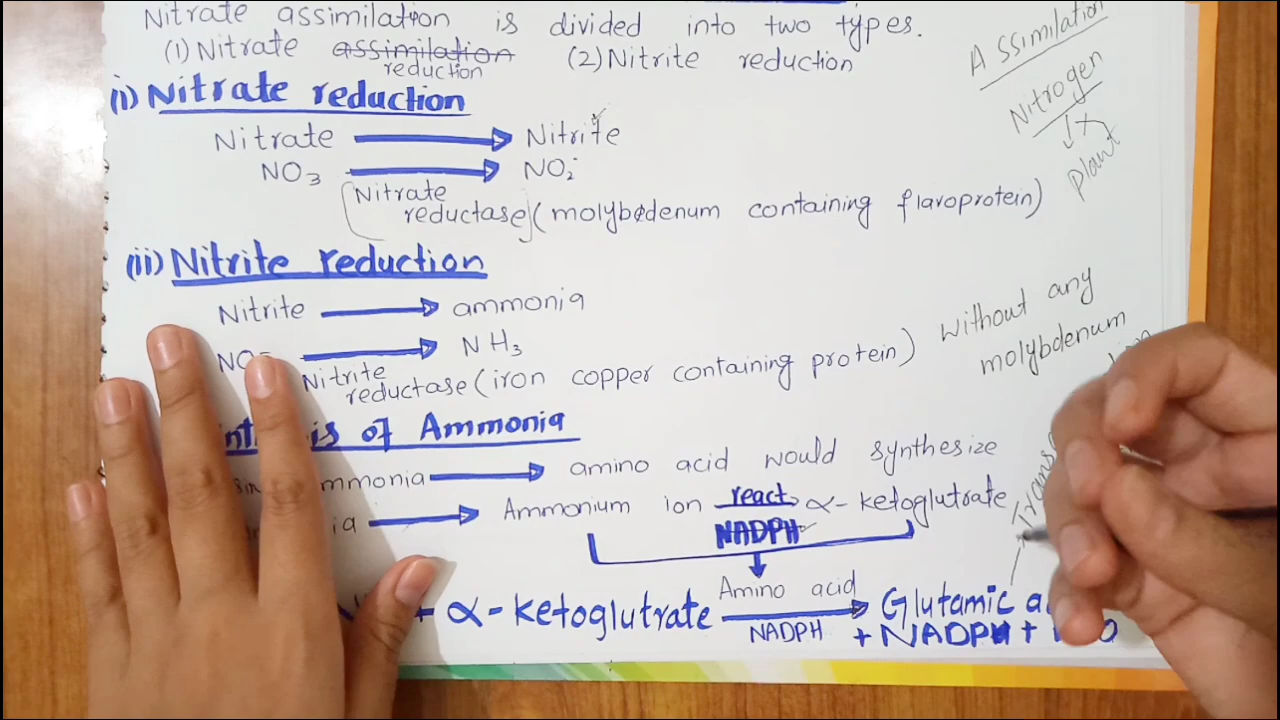 Nitrate assimilation is divided into two types.
(1) Nitrate assimilation (2) Nitrite reduction
reduction
(i) Nitrate reduction
Nitrate → Nitrite
NO3 → NO2
Nitrate
reductase (molybdenum containing flavoprotein)
(ii) Nitrite reduction
Nitrite → ammonia
→ NH3
Nitrite
reductase (iron copper containing protein)
of Ammonia
→ amino acid would synthesize
→ Ammonium ion react α-ketoglutrate
NADPH
+ α-ketoglutrate Amino acid → Glutamic
NADPH + NADPH +
Assimilation
Nitrogen
plant
without any
molybdenum